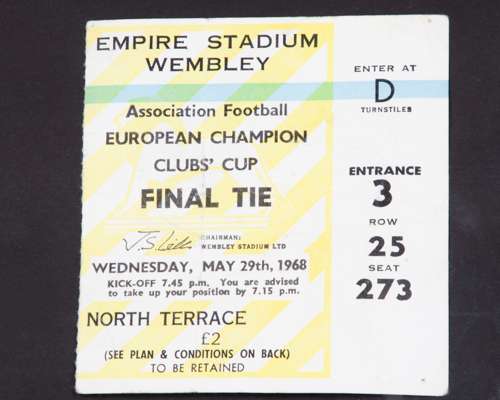 EMPIRE STADIUM
WEMBLEY
Association Football
EUROPEAN CHAMPION
CLUBS' CUP
FINAL TIE
CHAIRMAN:
WEMBLEY STADIUM LTD
WEDNESDAY, MAY 29th, 1968
KICK-OFF 7.45 p.m. You are advised
to take up your position by 7.15 p.m.
NORTH TERRACE
£2
(SEE PLAN & CONDITIONS ON BACK)
TO BE RETAINED
ENTER AT
D
TURNSTILES
ENTRANCE
3
ROW
25
SEAT
273